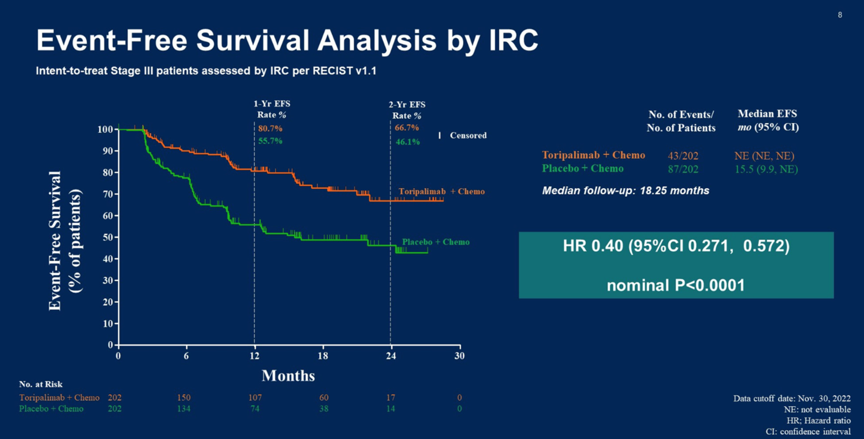 8
Event-Free Survival Analysis by IRC
Intent-to-treat Stage III patients assessed by IRC per RECIST v1.1
1-Yr EFS
Rate %
80.7%
55.7%
2-Yr EFS
Rate %
66.7%
46.1%
Censored
100
90
80
70
60
50
40
30
20
10
0
Event-Free Survival
(% of patients)
Toripalimab + Chemo
Placebo + Chemo
0 6 12 18 24 30
Months
No. at Risk
Toripalimab + Chemo 202 150 107 60 17 0
Placebo + Chemo 202 134 74 38 14 0
No. of Events/ Median EFS
No. of Patients mo (95% CI)
Toripalimab + Chemo 43/202 NE (NE, NE)
Placebo + Chemo 87/202 15.5 (9.9, NE)
Median follow-up: 18.25 months
HR 0.40 (95%CI 0.271, 0.572)
nominal P<0.0001
Data cutoff date: Nov. 30, 2022
NE: not evaluable
HR; Hazard ratio
CI: confidence interval